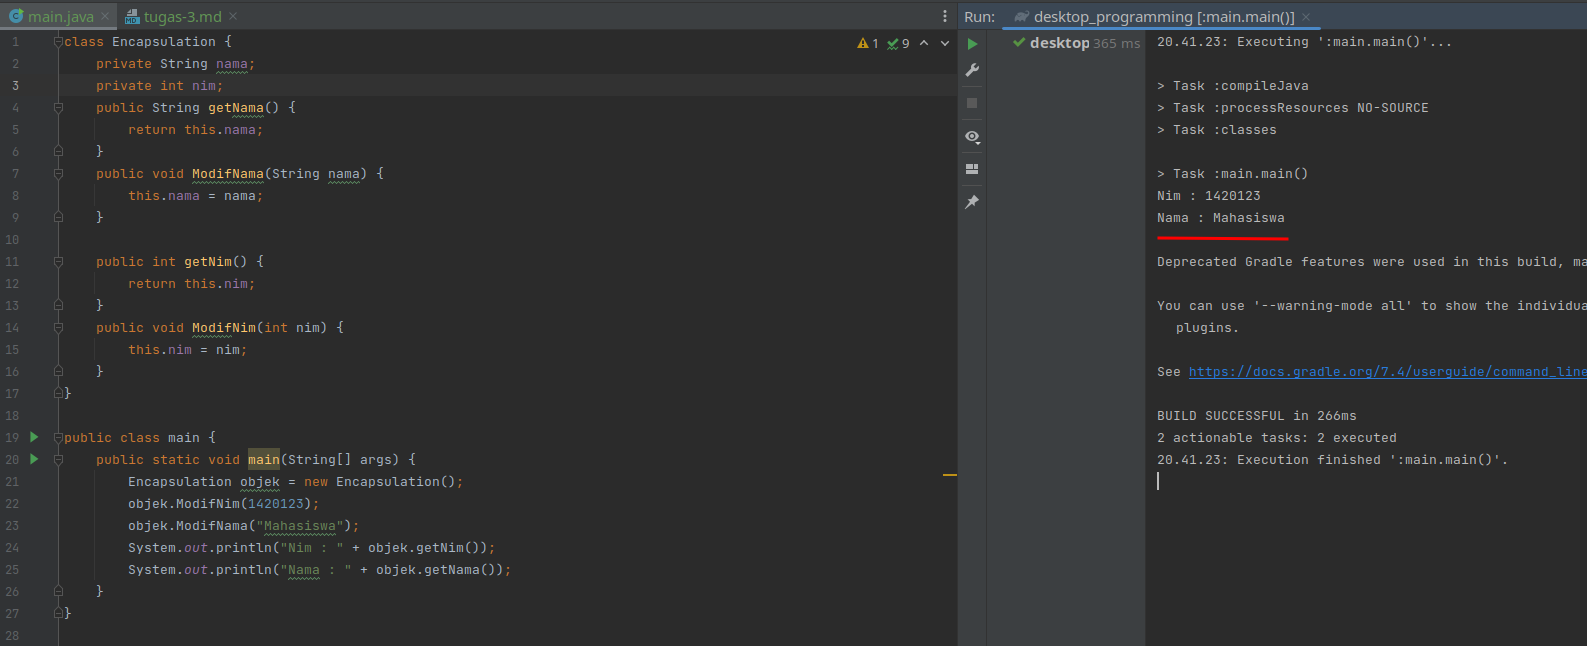 main.java
tugas-3.md
1 class Encapsulation {
2 private String nama;
3 private int nim;
4 public String getNama() {
5 return this.nama;
6 }
7 public void ModifNama(String nama) {
8 this.nama = nama;
9 }
10
11 public int getNim() {
12 return this.nim;
13 }
14 public void ModifNim(int nim) {
15 this.nim = nim;
16 }
17 }
18
19 public class main {
20 public static void main(String[] args) {
21 Encapsulation objek = new Encapsulation();
22 objek.ModifNim(1420123);
23 objek.ModifNama("Mahasiswa");
24 System.out.println("Nim : " + objek.getNim());
25 System.out.println("Nama : " + objek.getNama());
26 }
27 }
28
1 9
Run: desktop_programming [:main.main()]
desktop 365 ms
20.41.23: Executing ':main.main()'...
> Task :compileJava
> Task :processResources NO-SOURCE
> Task :classes
> Task :main.main()
Nim : 1420123
Nama : Mahasiswa
Deprecated Gradle features were used in this build, ma
You can use '--warning-mode all' to show the individua
plugins.
See https://docs.gradle.org/7.4/userguide/command_line
BUILD SUCCESSFUL in 266ms
2 actionable tasks: 2 executed
20.41.23: Execution finished ':main.main()'.